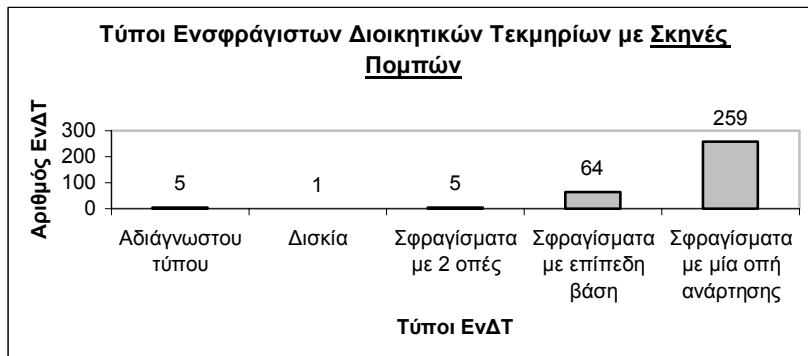 Τύποι Ενσφράγιστων Διοικητικών Τεκμηρίων με Σκηνές
Πομπών
Αριθμός ΕνΔΤ
300
200
100
0
5
1
5
64
259
Αδιάγνωστου
τύπου
Δισκία
Σφραγίσματα
με 2 οπές
Σφραγίσματα
με επίπεδη
βάση
Σφραγίσματα
με μία οπή
ανάρτησης
Τύποι ΕνΔΤ